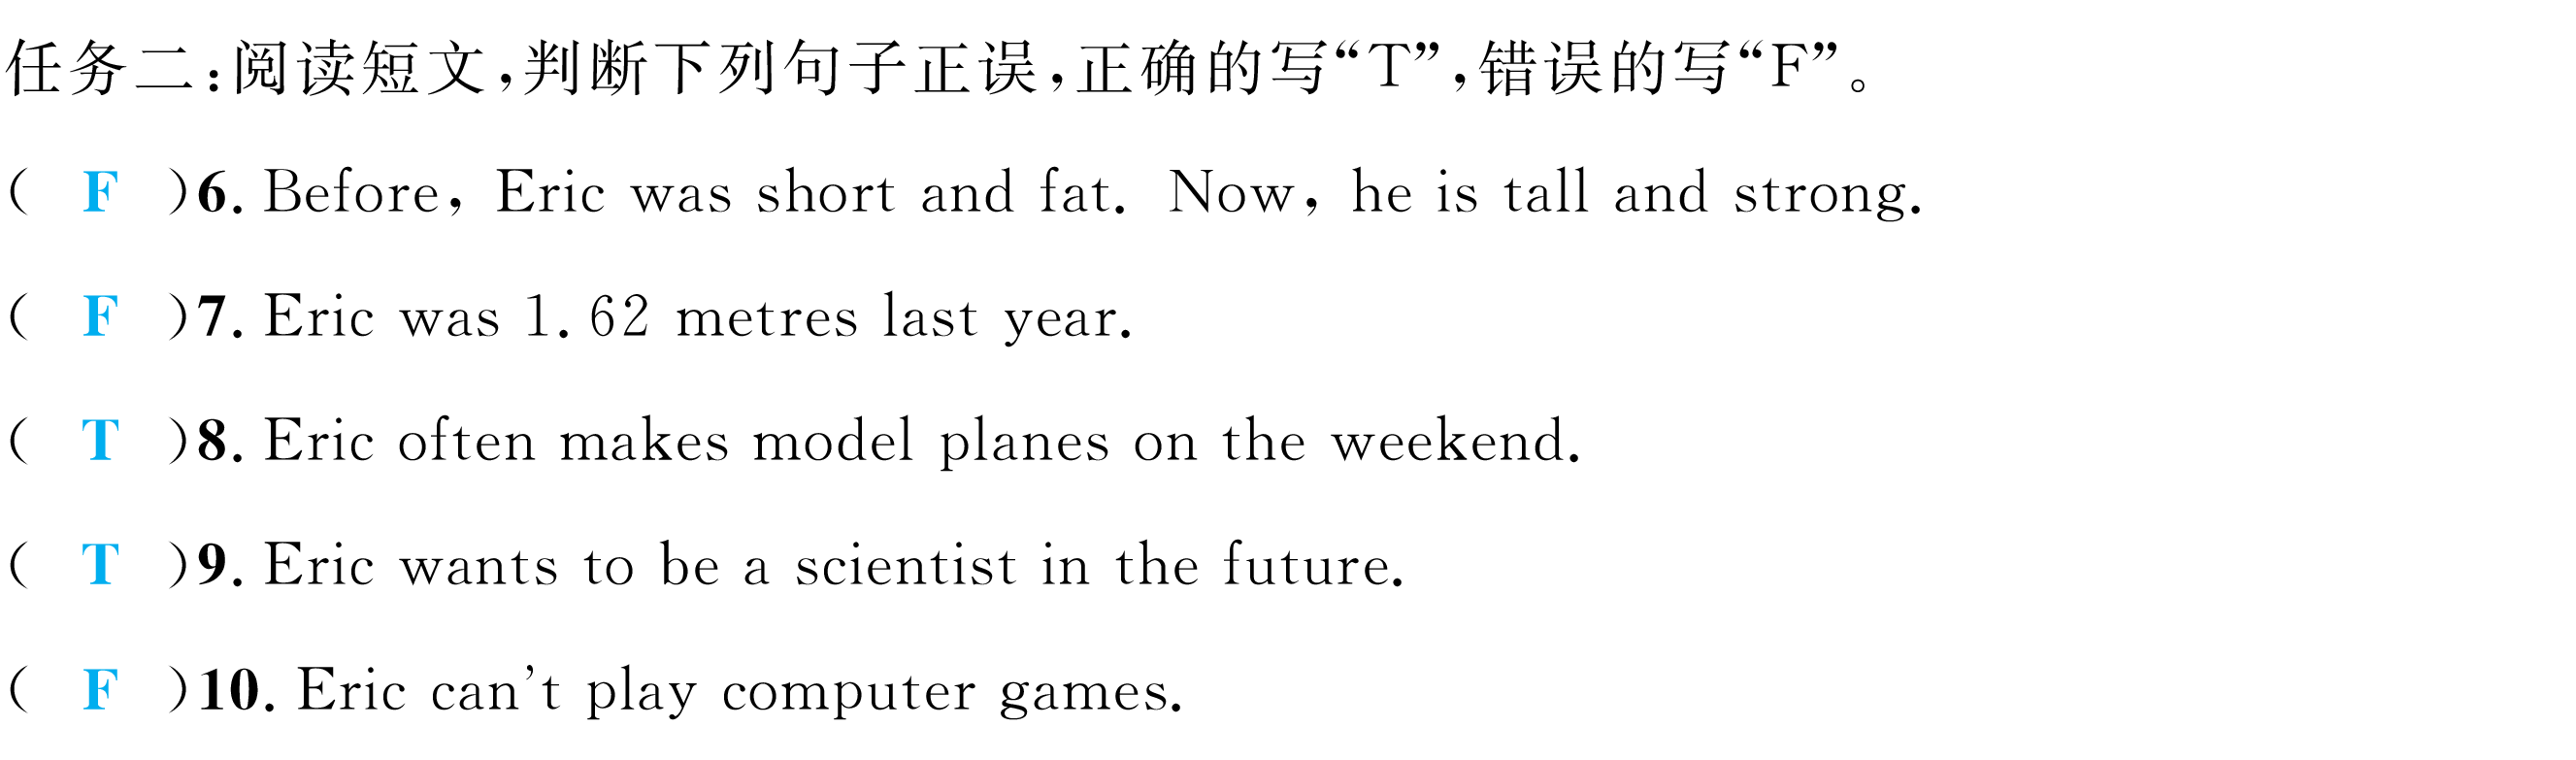 任务二:阅读短文,判断下列句子正误,正确的写“T”,错误的写“F”。
( F )6. Before, Eric was short and fat. Now, he is tall and strong.
( F )7. Eric was 1. 62 metres last year.
( T )8. Eric often makes model planes on the weekend.
( T )9. Eric wants to be a scientist in the future.
( F )10. Eric can’t play computer games.